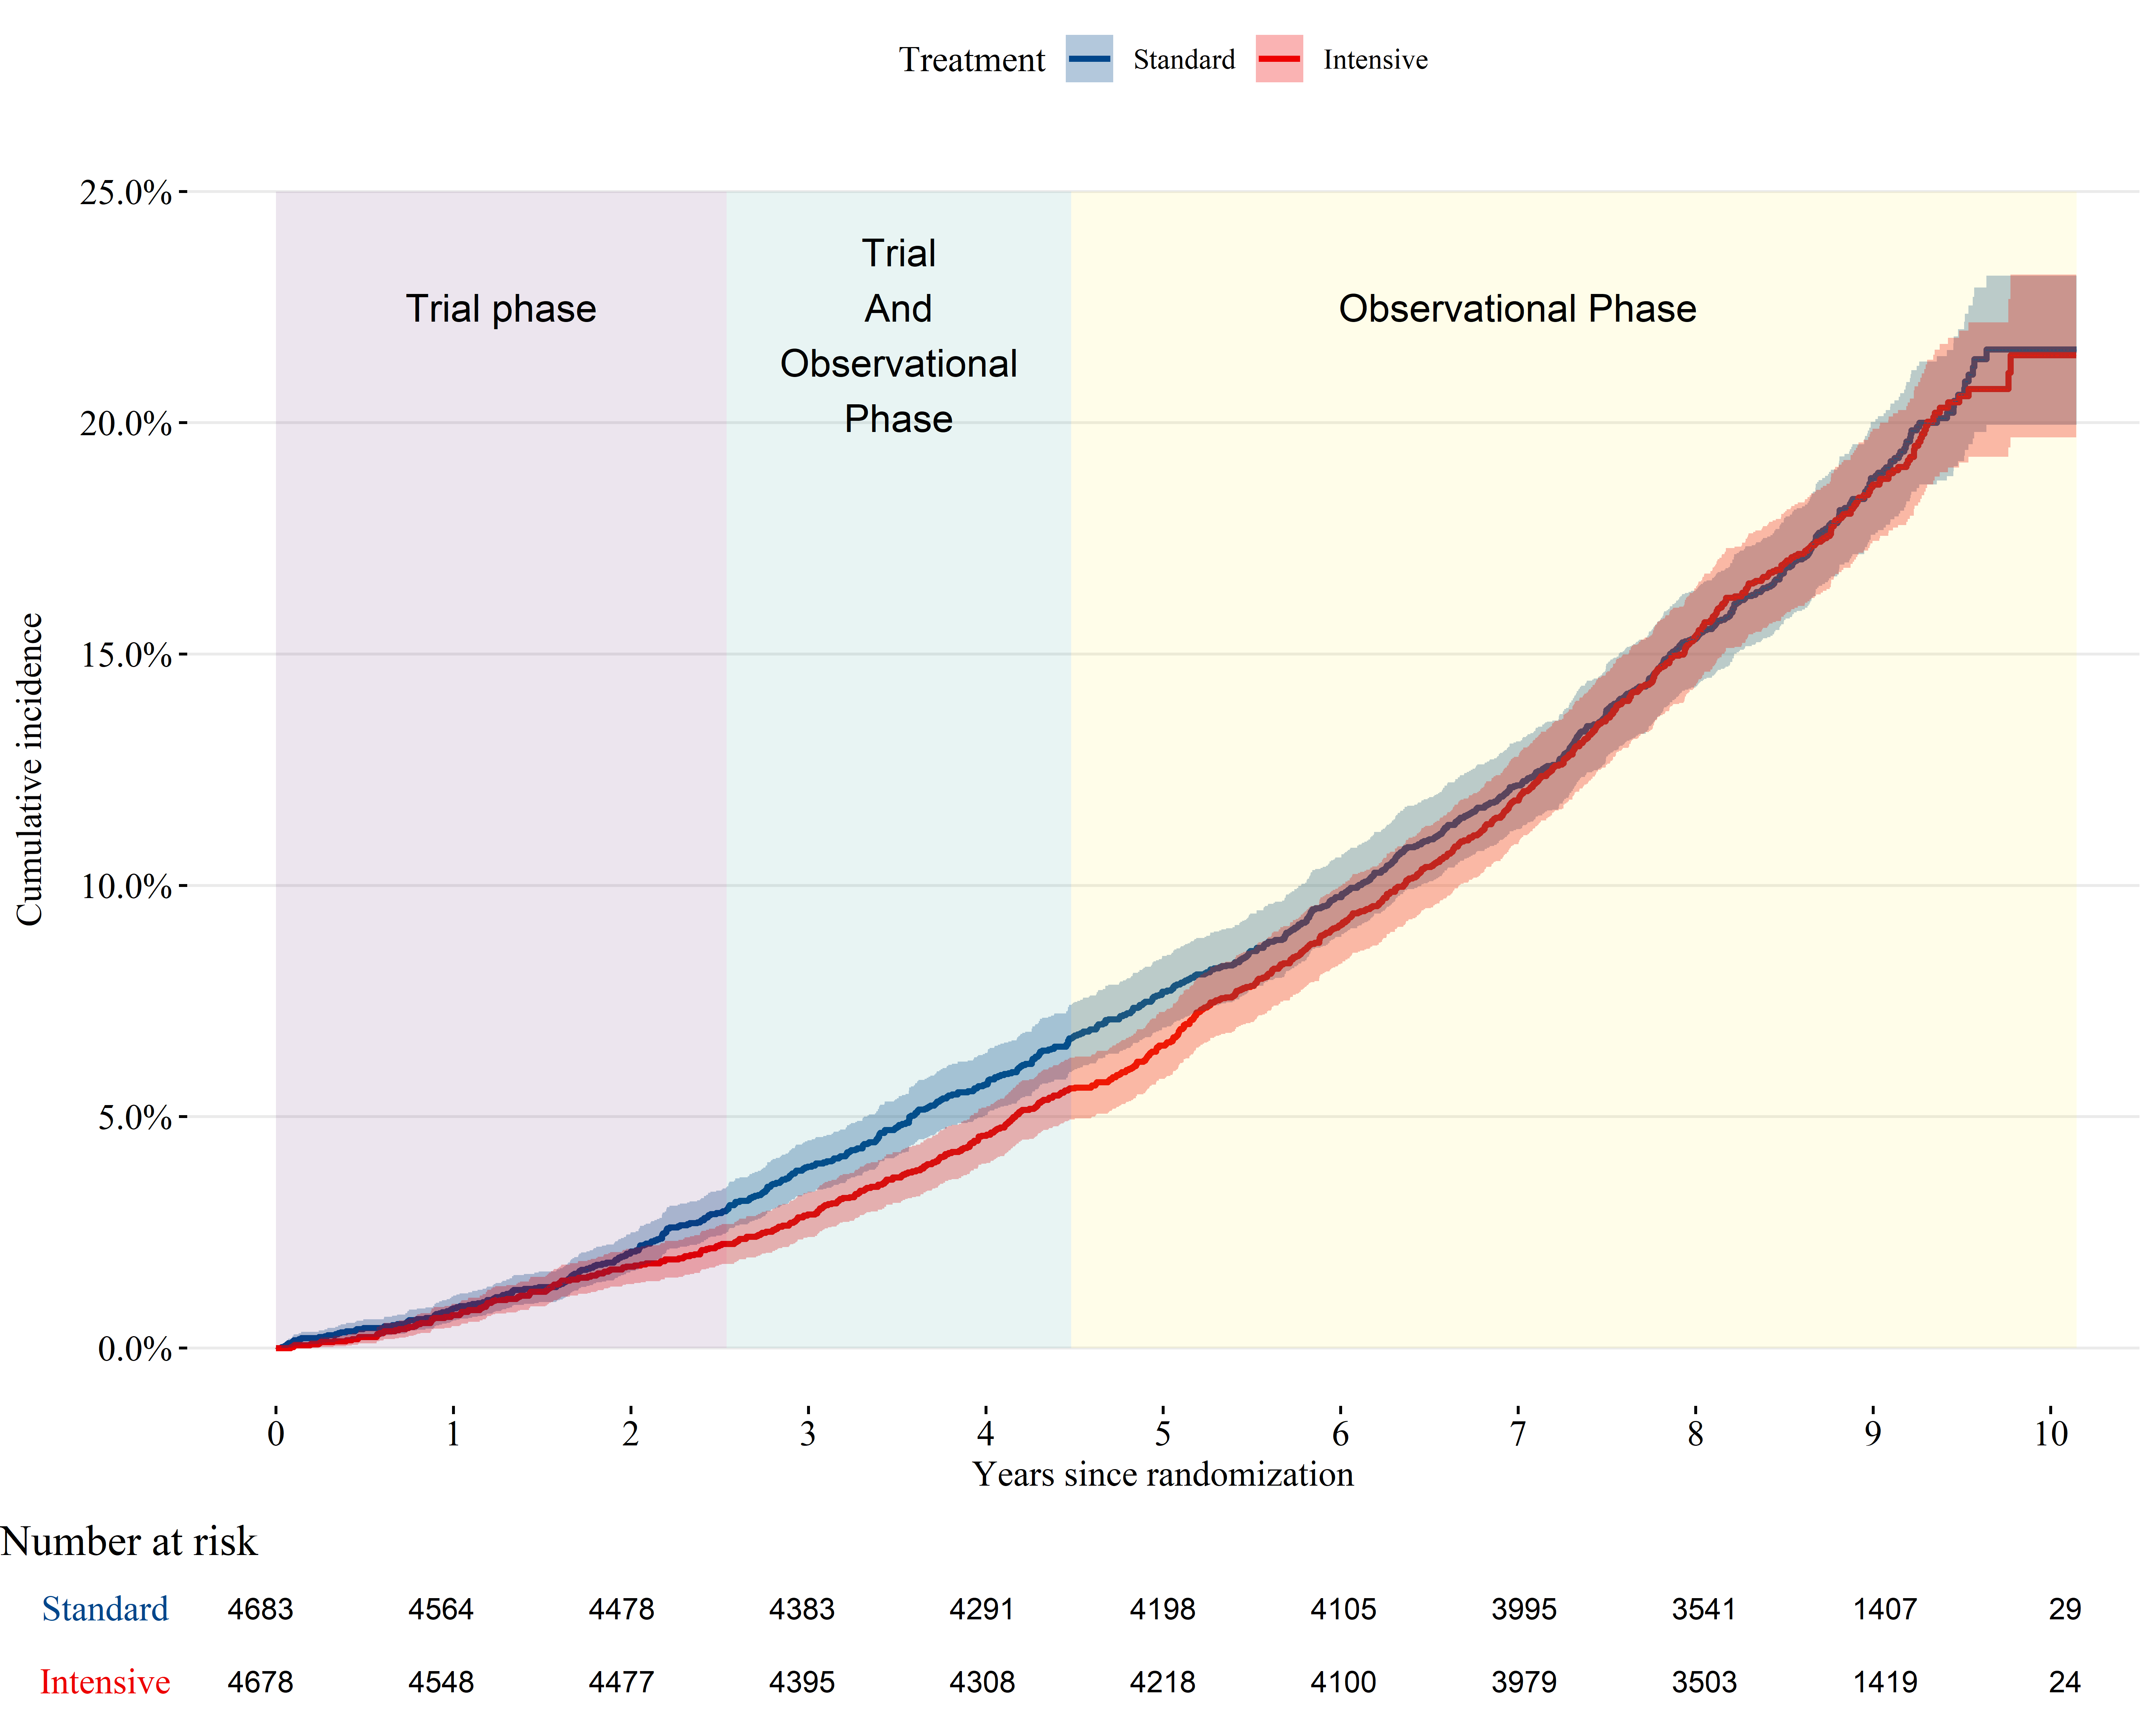 Treatment Standard Intensive
25.0%
20.0%
15.0%
10.0%
5.0%
0.0%
Cumulative incidence
Trial phase
Trial
And
Observational
Phase
Observational Phase
0 1 2 3 4 5 6 7 8 9 10
Years since randomization
Number at risk
Standard 4683 4564 4478 4383 4291 4198 4105 3995 3541 1407 29
Intensive 4678 4548 4477 4395 4308 4218 4100 3979 3503 1419 24